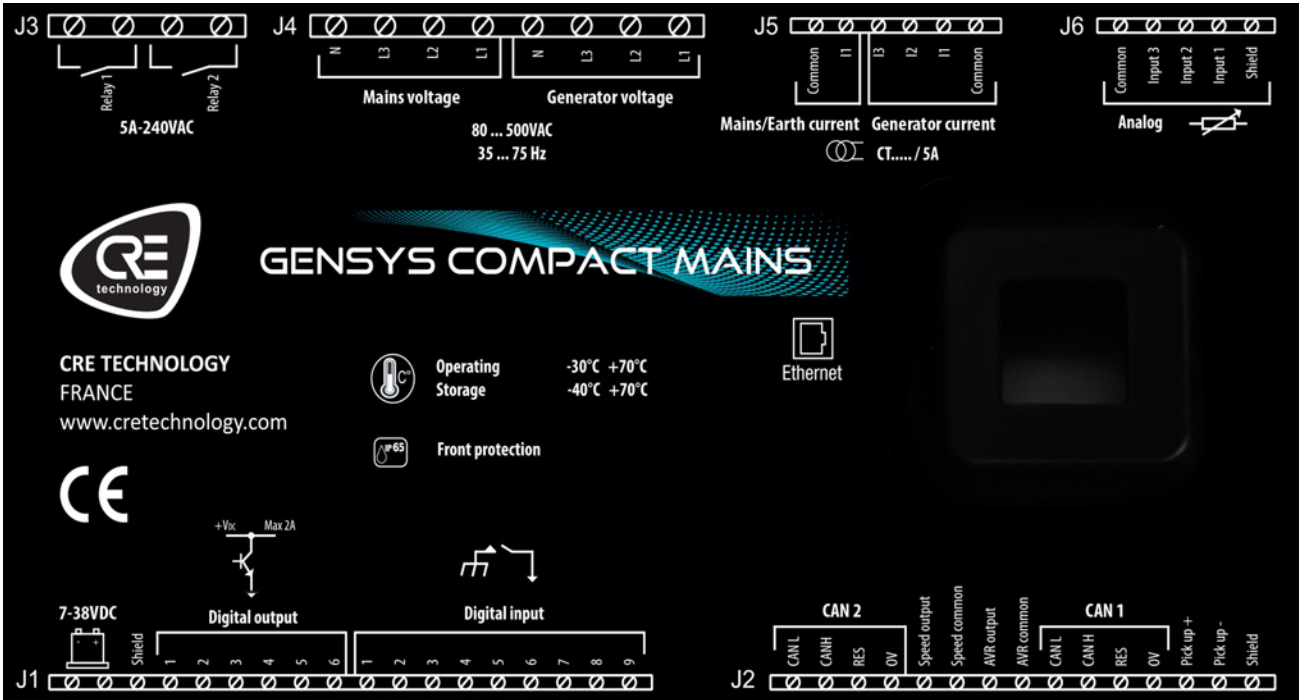 J3
Relay 1
Relay 2
5A-240VAC
J4
N L3 L2 L1 N L3 L2 L1
Mains voltage Generator voltage
80 ... 500VAC
35 ... 75 Hz
J5
Common I1 I3 I2 I1 Common
Mains/Earth current Generator current
CT..... / 5A
J6
Common Input 3 Input 2 Input 1 Shield
Analog
CRE
technology
GENSYS COMPACT MAINS
CRE TECHNOLOGY
FRANCE
www.cretechnology.com
C°
Operating -30°C +70°C
Storage -40°C +70°C
IP65
Front protection
Ethernet
CE
+VDC Max 2A
7-38VDC
- +
Digital output
Digital input
Shield 1 2 3 4 5 6 1 2 3 4 5 6 7 8 9
J1
CAN 2
CAN 1
CAN L CANH RES 0V Speed output Speed common AVR output AVR common CAN L CAN H RES 0V Pick up + Pick up - Shield
J2